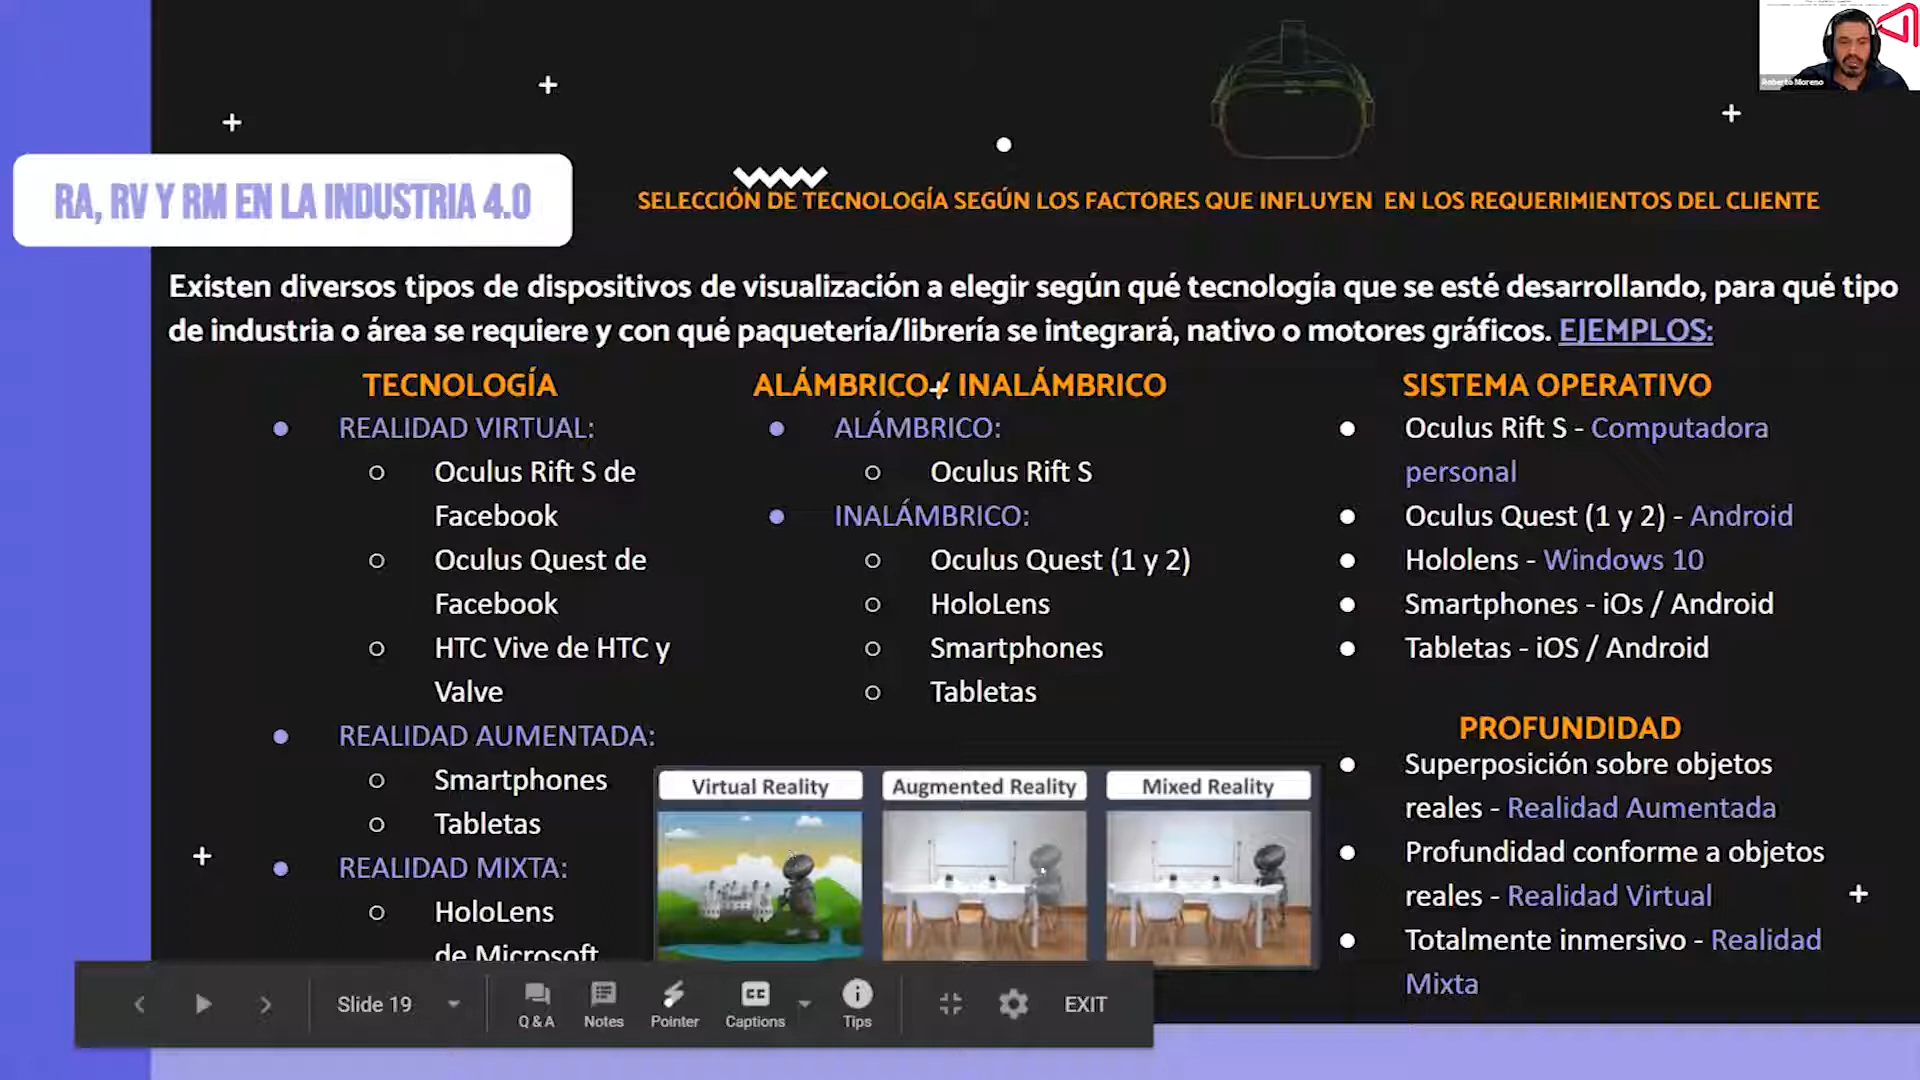 Roberto Moreno
RA, RV Y RM EN LA INDUSTRIA 4.0
SELECCIÓN DE TECNOLOGÍA SEGÚN LOS FACTORES QUE INFLUYEN EN LOS REQUERIMIENTOS DEL CLIENTE
Existen diversos tipos de dispositivos de visualización a elegir según qué tecnología que se esté desarrollando, para qué tipo
de industria o área se requiere y con qué paquetería/librería se integrará, nativo o motores gráficos. EJEMPLOS:
TECNOLOGÍA
REALIDAD VIRTUAL:
Oculus Rift S de
Facebook
Oculus Quest de
Facebook
HTC Vive de HTC y
Valve
REALIDAD AUMENTADA:
Smartphones
Tabletas
REALIDAD MIXTA:
HoloLens
de Microsoft
ALÁMBRICO / INALÁMBRICO
ALÁMBRICO:
Oculus Rift S
INALÁMBRICO:
Oculus Quest (1 y 2)
HoloLens
Smartphones
Tabletas
Virtual Reality
Augmented Reality
Mixed Reality
SISTEMA OPERATIVO
Oculus Rift S - Computadora
personal
Oculus Quest (1 y 2) - Android
Hololens - Windows 10
Smartphones - iOs / Android
Tabletas - iOS / Android
PROFUNDIDAD
Superposición sobre objetos
reales - Realidad Aumentada
Profundidad conforme a objetos
reales - Realidad Virtual
Totalmente inmersivo - Realidad
Mixta
Slide 19
Q & A
Notes
Pointer
CC
Captions
Tips
EXIT